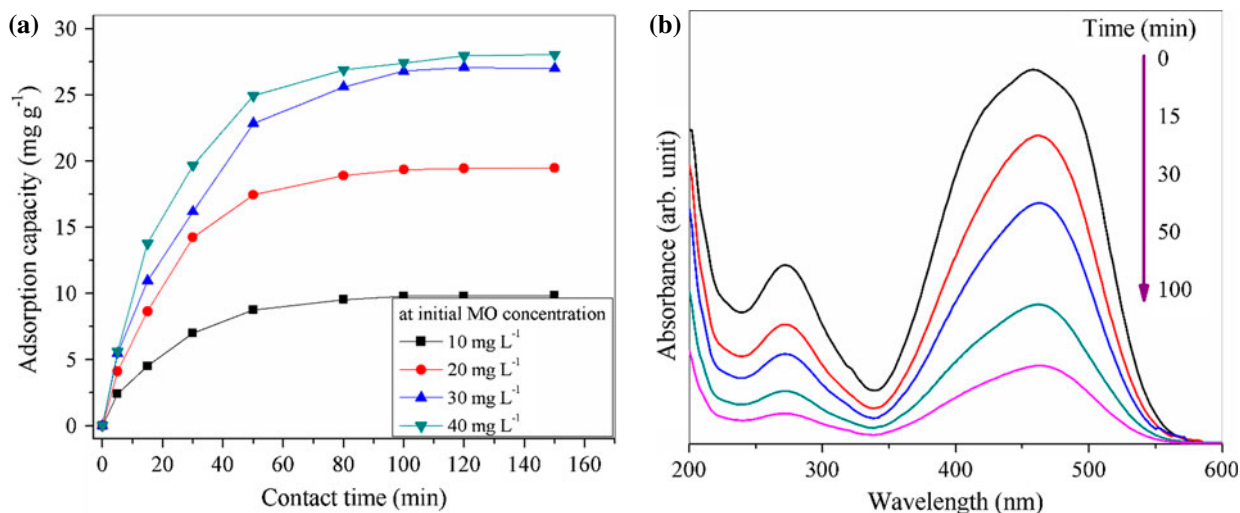 (a)
30
25
20
15
10
5
0
Adsorption capacity (mg g⁻¹)
at initial MO concentration
10 mg L⁻¹
20 mg L⁻¹
30 mg L⁻¹
40 mg L⁻¹
0 20 40 60 80 100 120 140 160
Contact time (min)
(b)
Time (min)
0
15
30
50
100
Absorbance (arb. unit)
200 300 400 500 600
Wavelength (nm)